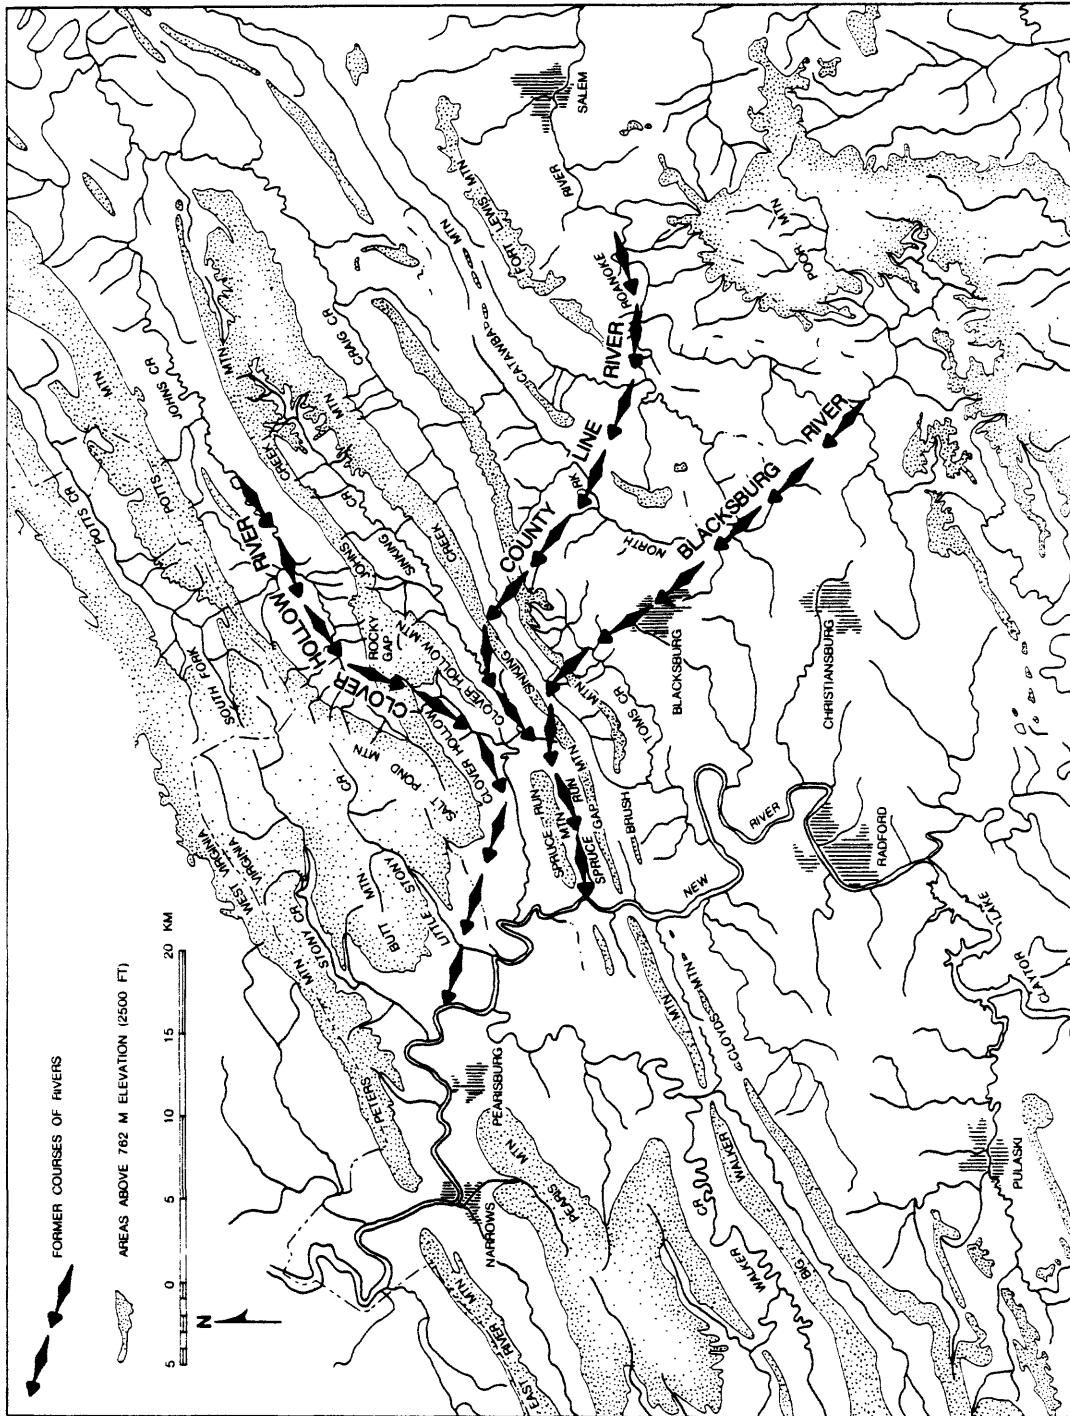 FORMER COURSES OF RIVERS
AREAS ABOVE 762 M ELEVATION (2500 FT)
5 0 5 10 15 20 KM
N
EAST RIVER MTN
NARROWS
PETERS MTN
PEARIS MTN
PEARISBURG
WEST VIRGINIA
VIRGINIA
STONY CR
BUTT MTN
LITTLE STONY CR
SALT POND MTN
SOUTH FORK
POTTS CR
POTTS MTN
JOHNS CR
CLOVER HOLLOW RIVER
ROCKY GAP
CLOVER HOLLOW
CLOVER HOLLOW MTN
JOHNS CREEK MTN
SINKING CR
SINKING CREEK MTN
CRAIG CR
SPRUCE RUN MTN
SPRUCE RUN
GAP MTN
BRUSH MTN
TOMS CR
COUNTY LINE RIVER
CATAWBA MTN
FORT LEWIS MTN
ROANOKE RIVER
SALEM
NORTH
BLACKSBURG RIVER
BLACKSBURG
CHRISTIANSBURG
POOR MTN
NEW RIVER
RADFORD
CLAYTOR LAKE
PULASKI
WALKER CR
WALKER MTN
BIG
CLOYDS MTN